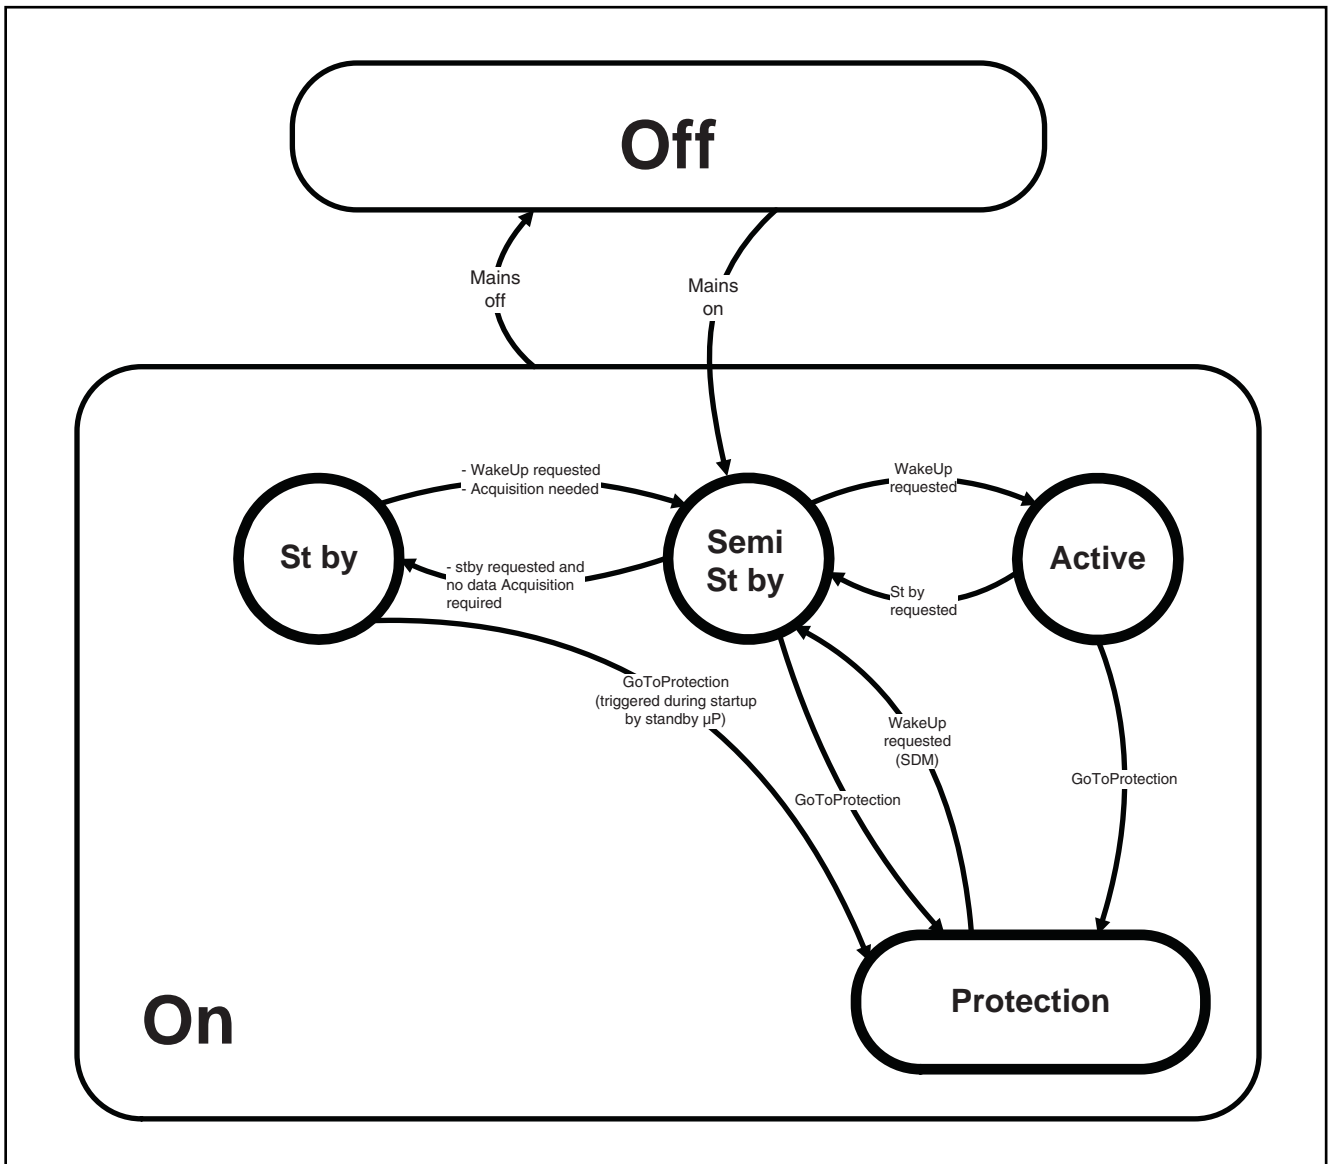 Off
Mains
off
Mains
on
- WakeUp requested
- Acquisition needed
WakeUp
requested
St by
Semi
St by
Active
- stby requested and
no data Acquisition
required
St by
requested
GoToProtection
(triggered during startup
by standby µP)
WakeUp
requested
(SDM)
GoToProtection
GoToProtection
On
Protection